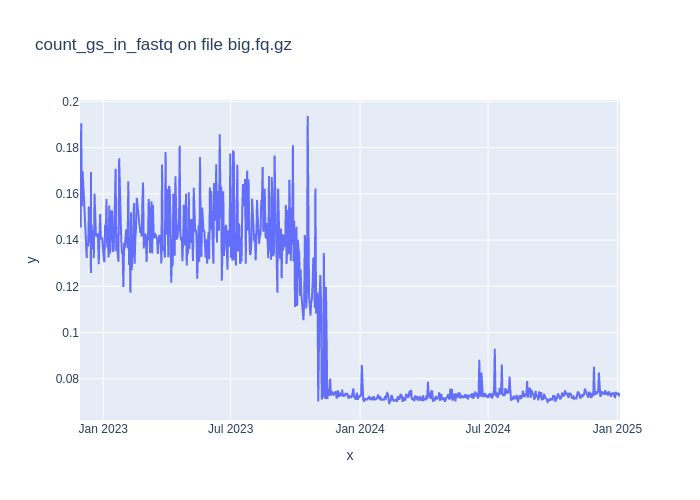 count_gs_in_fastq on file big.fq.gz
0.2
0.18
0.16
0.14
0.12
0.1
0.08
y
Jan 2023
Jul 2023
Jan 2024
Jul 2024
Jan 2025
x